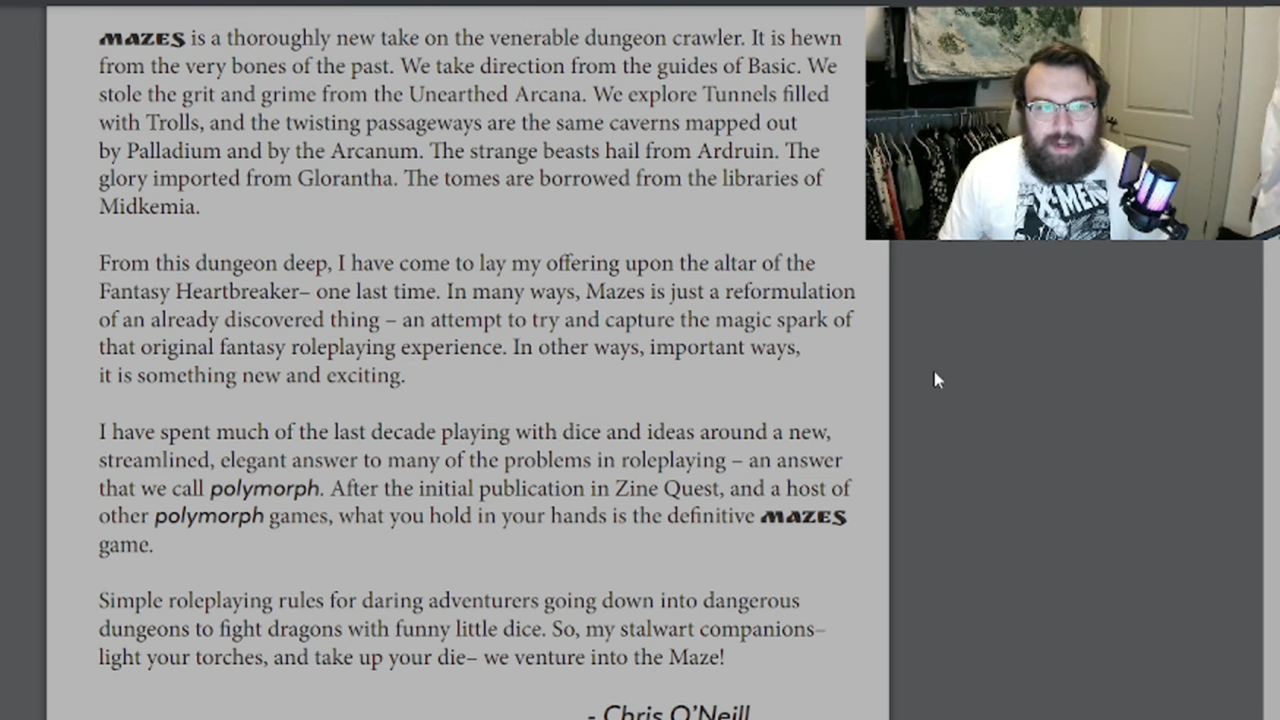 MAZES is a thoroughly new take on the venerable dungeon crawler. It is hewn
from the very bones of the past. We take direction from the guides of Basic. We
stole the grit and grime from the Unearthed Arcana. We explore Tunnels filled
with Trolls, and the twisting passageways are the same caverns mapped out
by Palladium and by the Arcanum. The strange beasts hail from Ardruin. The
glory imported from Glorantha. The tomes are borrowed from the libraries of
Midkemia.
From this dungeon deep, I have come to lay my offering upon the altar of the
Fantasy Heartbreaker– one last time. In many ways, Mazes is just a reformulation
of an already discovered thing – an attempt to try and capture the magic spark of
that original fantasy roleplaying experience. In other ways, important ways,
it is something new and exciting.
I have spent much of the last decade playing with dice and ideas around a new,
streamlined, elegant answer to many of the problems in roleplaying – an answer
that we call polymorph. After the initial publication in Zine Quest, and a host of
other polymorph games, what you hold in your hands is the definitive MAZES
game.
Simple roleplaying rules for daring adventurers going down into dangerous
dungeons to fight dragons with funny little dice. So, my stalwart companions–
light your torches, and take up your die– we venture into the Maze!
- Chris O'Neill
X-MEN